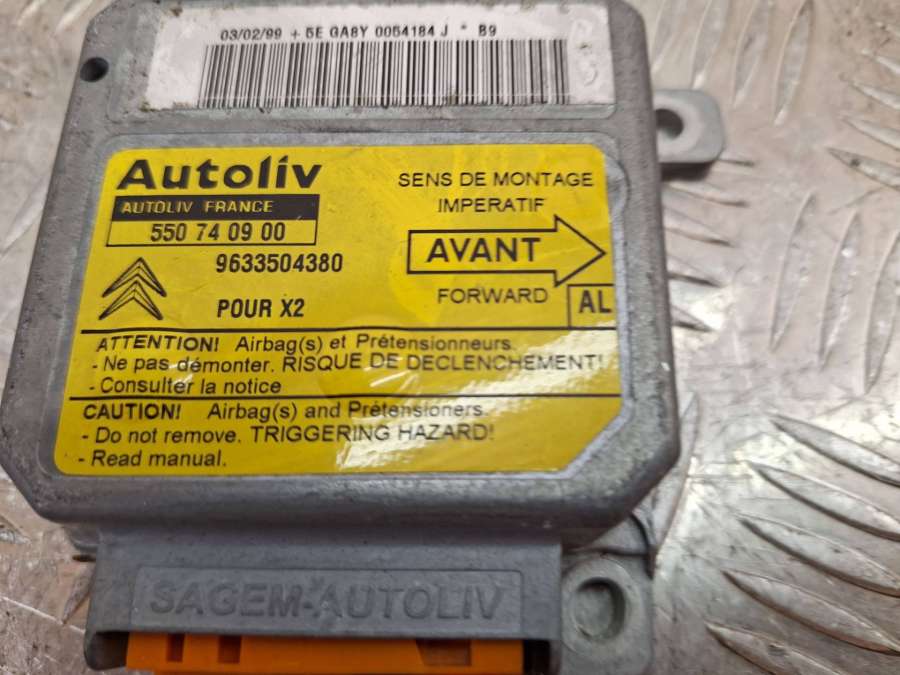 03/02/99 + 5E GA8Y 0054184 J * B9
Autoliv
AUTOLIV FRANCE
550 74 09 00
9633504380
POUR X2
SENS DE MONTAGE
IMPERATIF
AVANT
FORWARD
AL
ATTENTION! Airbag(s) et Prétensionneurs.
- Ne pas démonter. RISQUE DE DECLENCHEMENT!
- Consulter la notice
CAUTION! Airbag(s) and Prétensioners.
- Do not remove. TRIGGERING HAZARD!
- Read manual.
SAGEM-AUTOLIV